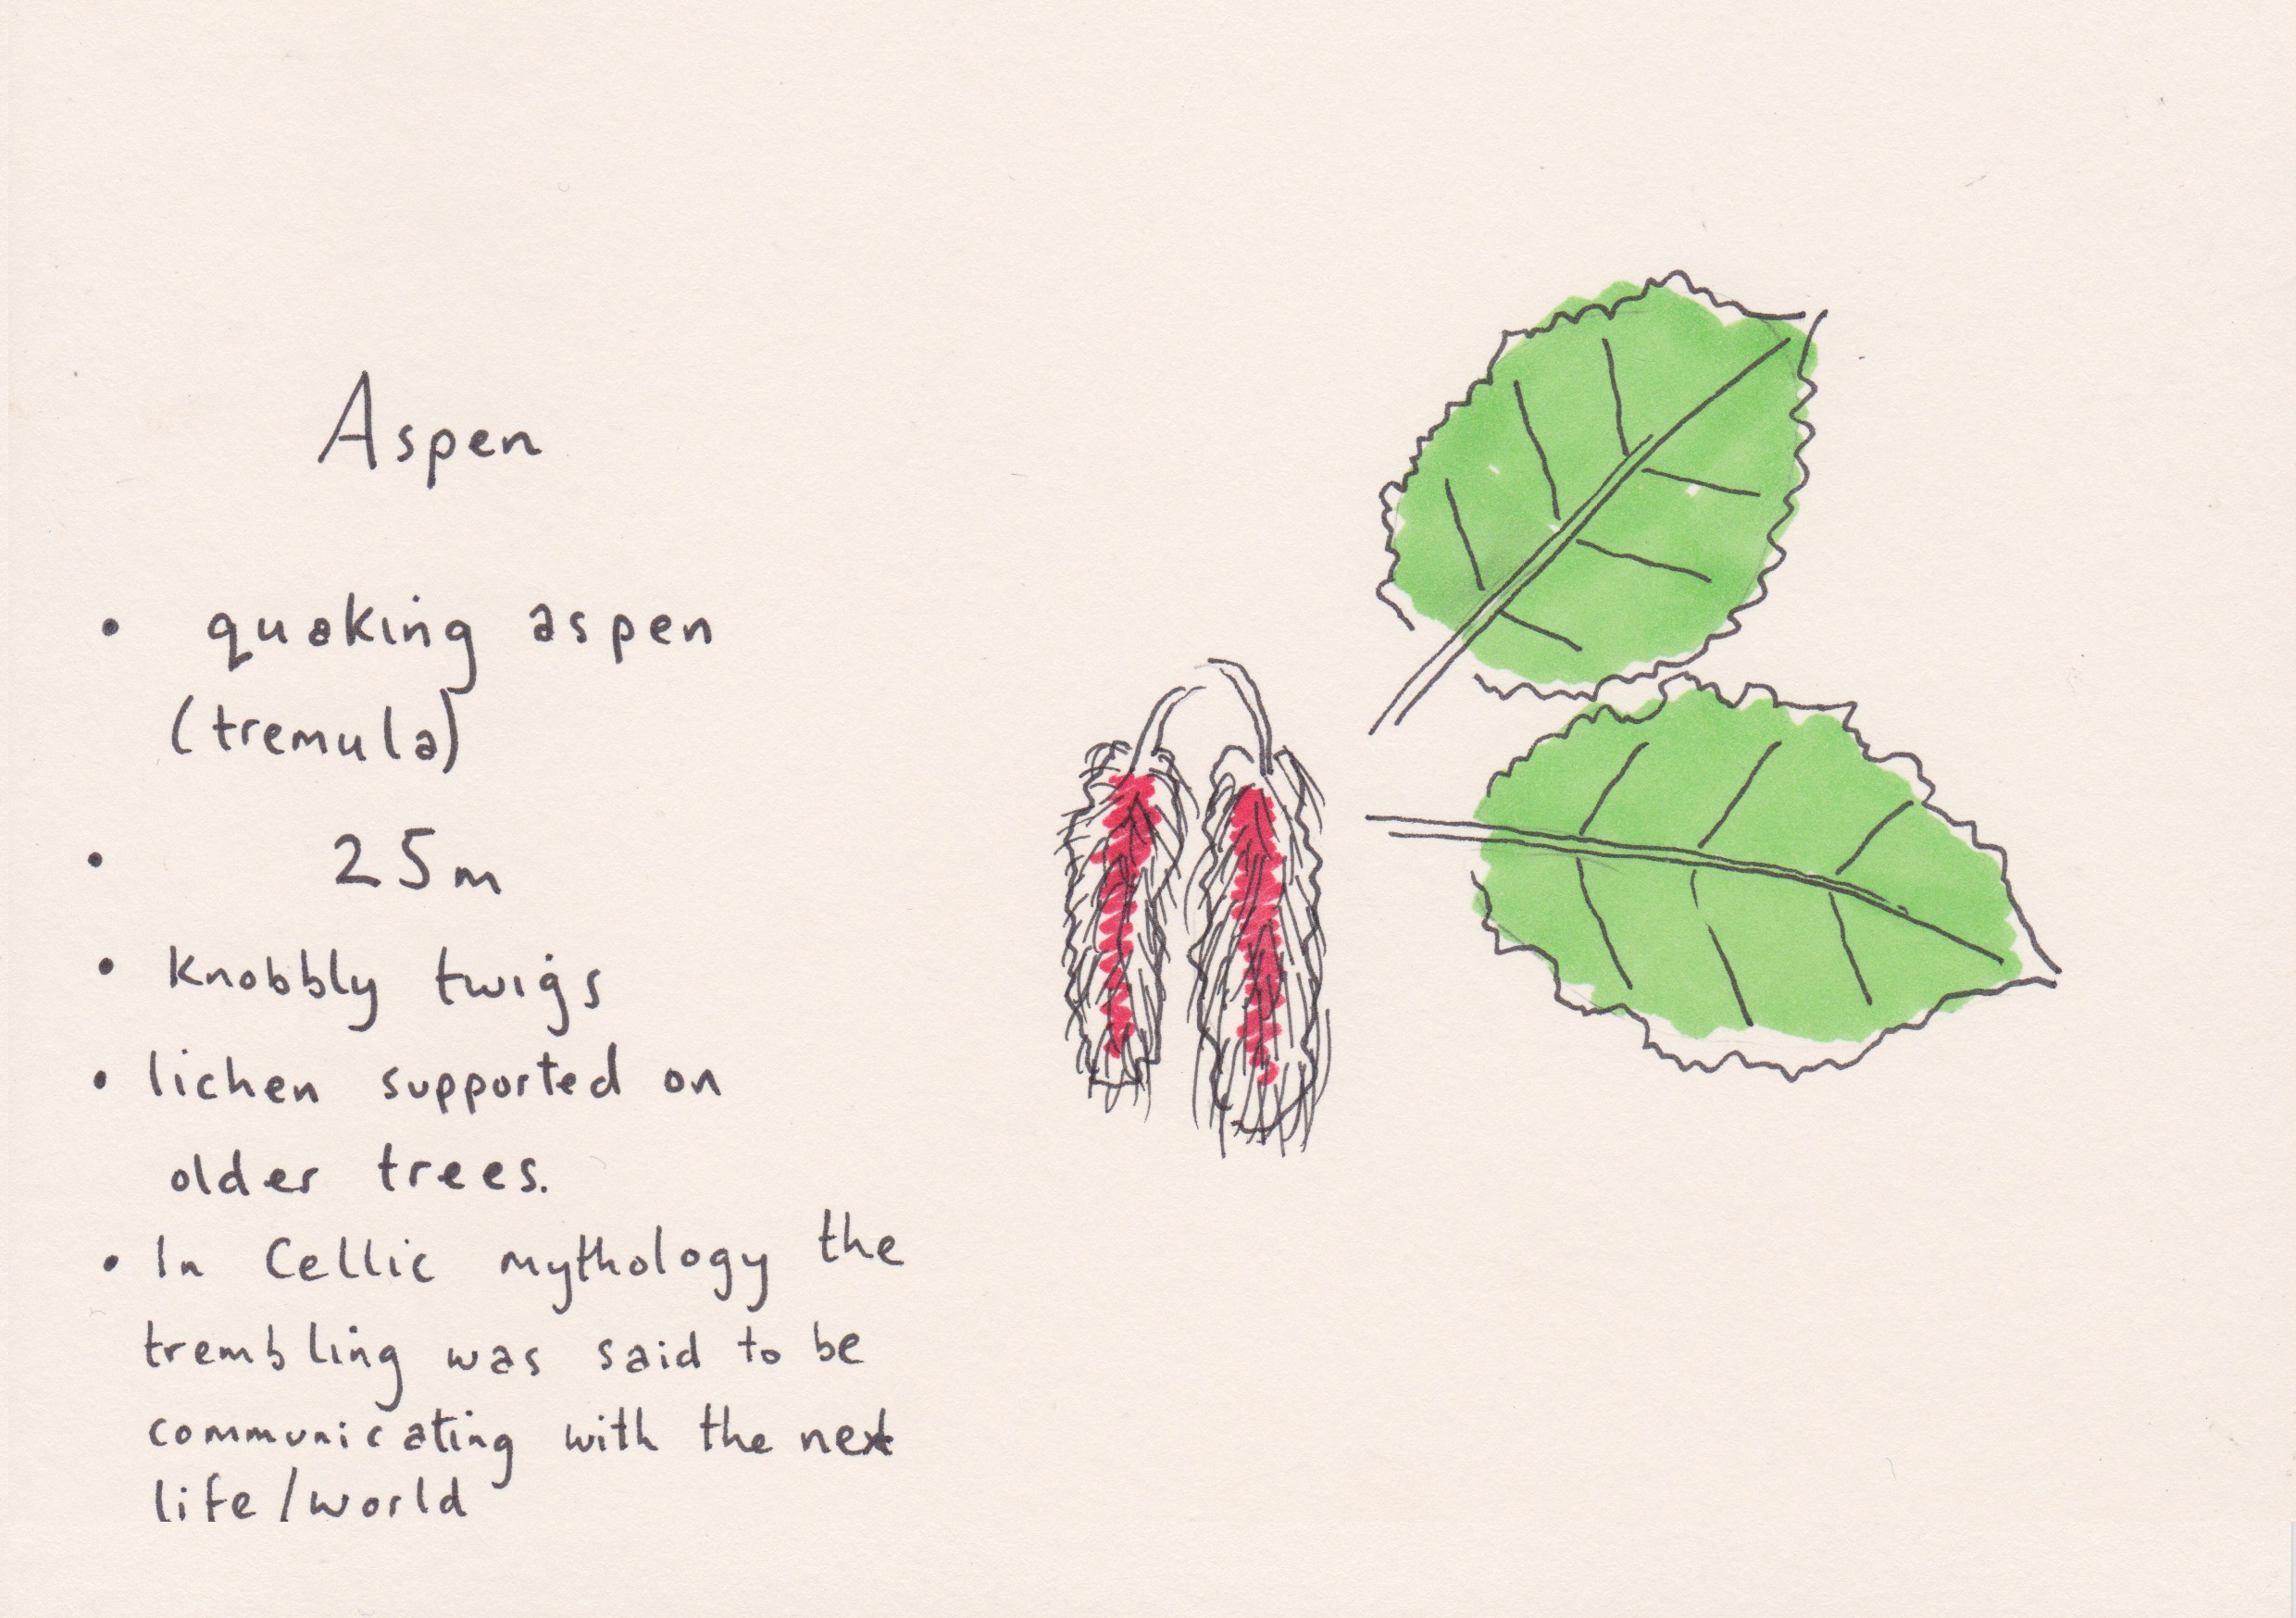 Aspen
• quaking aspen
(tremula)
• 25m
• knobbly twigs
• lichen supported on
older trees.
• In Cellic mythology the
trembling was said to be
communicating with the next
life/world